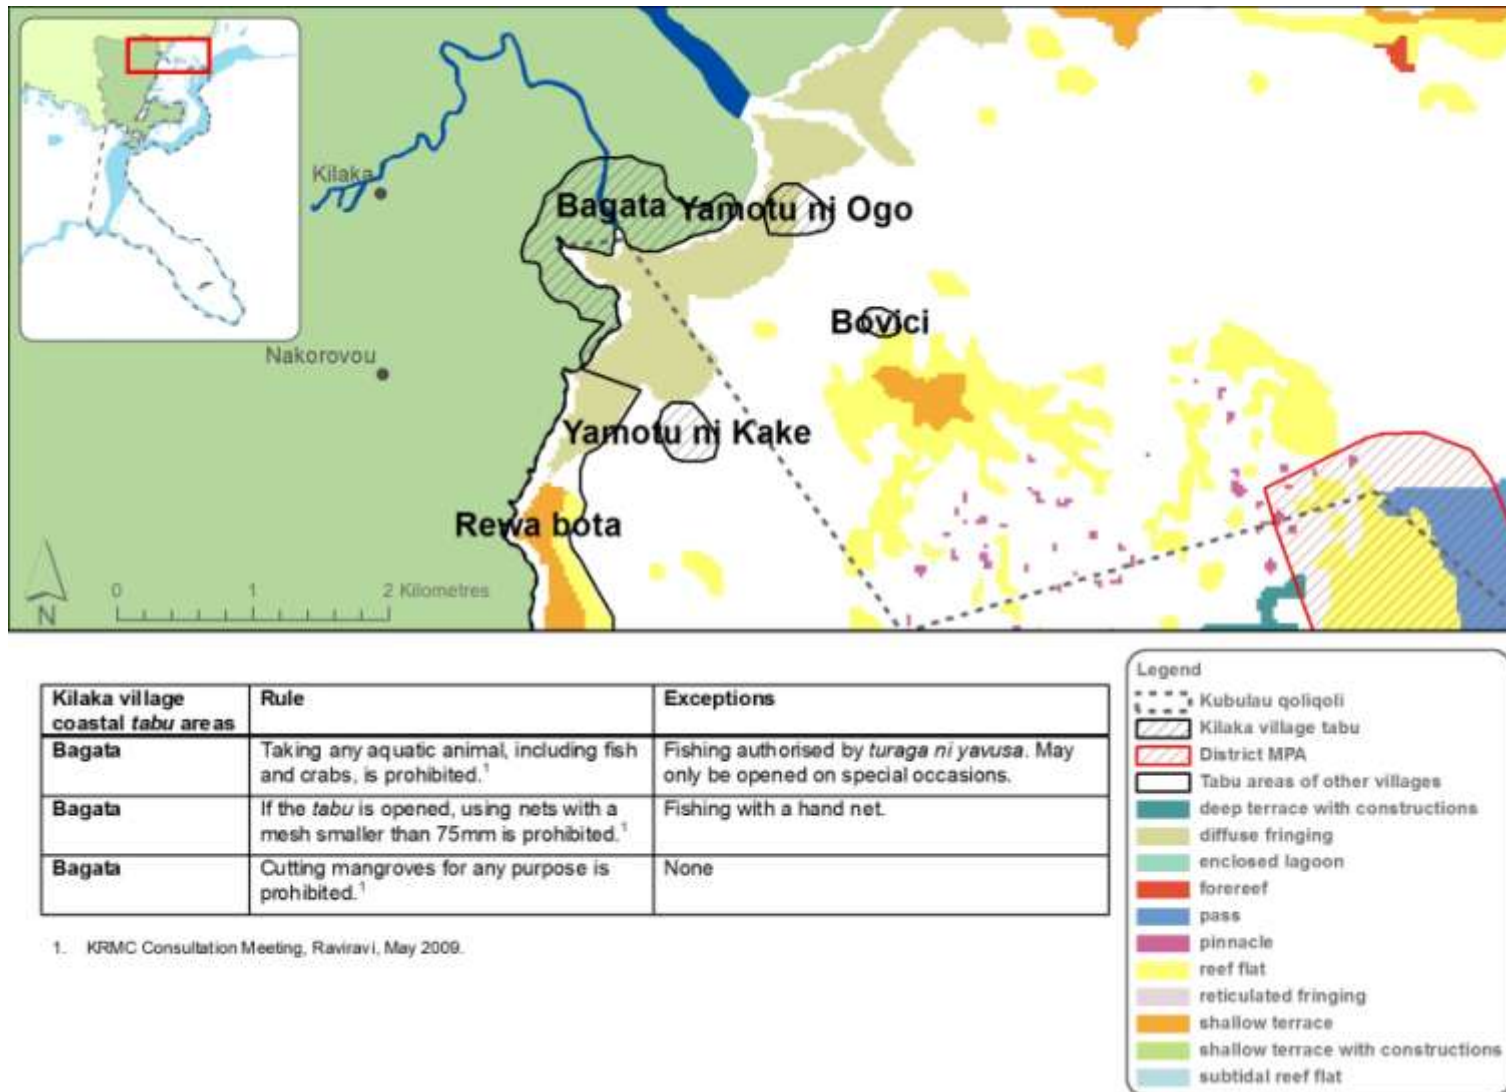 Kilaka
Bagata
Yamotu ni Ogo
Bovici
Nakorovou
Yamotu ni Kake
Rewa bota
N
0 1 2 Kilometres
Kilaka village coastal tabu areas
Rule
Exceptions
Bagata
Taking any aquatic animal, including fish
and crabs, is prohibited.1
Fishing authorised by turaga ni yavusa. May
only be opened on special occasions.
Bagata
If the tabu is opened, using nets with a
mesh smaller than 75mm is prohibited.1
Fishing with a hand net.
Bagata
Cutting mangroves for any purpose is
prohibited.1
None
1. KRMC Consultation Meeting, Raviravi, May 2009.
Legend
Kubulau qoliqoli
Kilaka village tabu
District MPA
Tabu areas of other villages
deep terrace with constructions
diffuse fringing
enclosed lagoon
forereef
pass
pinnacle
reef flat
reticulated fringing
shallow terrace
shallow terrace with constructions
subtidal reef flat